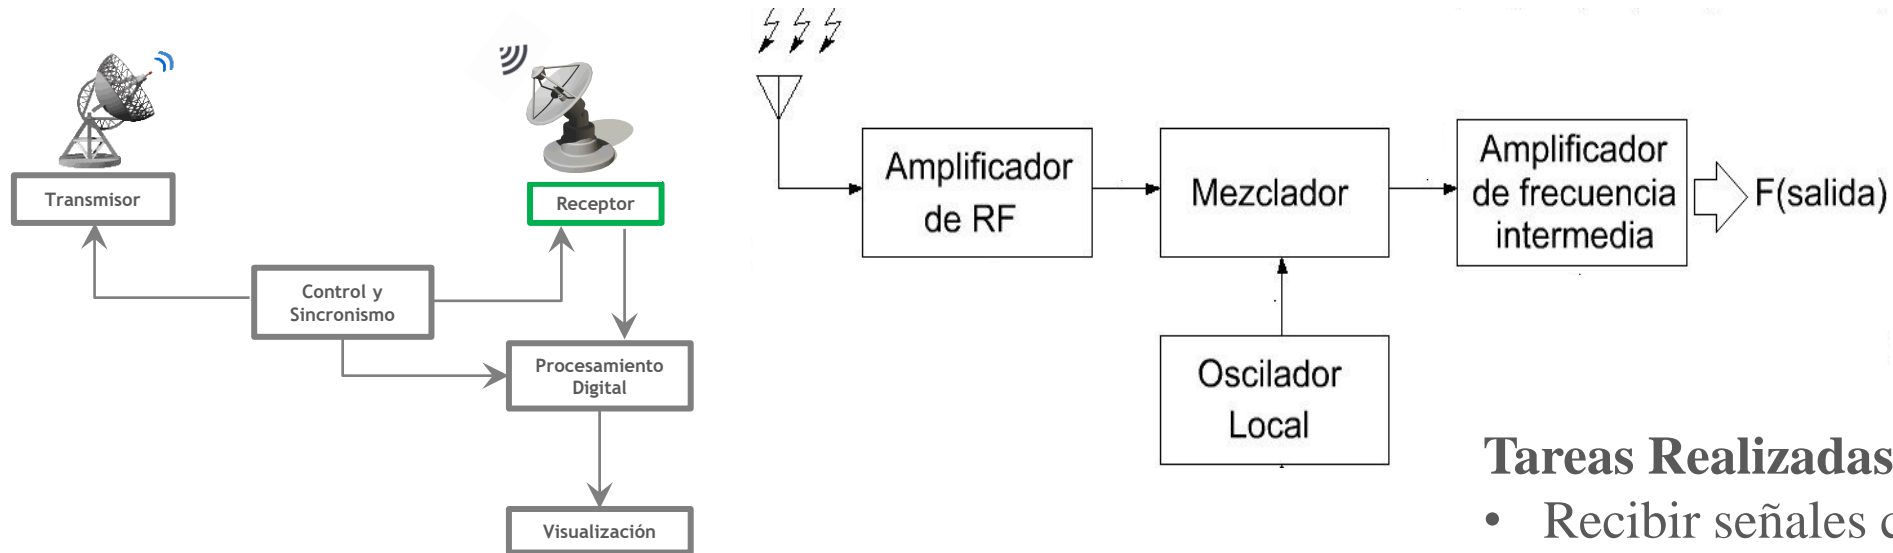 Transmisor
Receptor
Control y
Sincronismo
Procesamiento
Digital
Visualización
Amplificador
de RF
Mezclador
Amplificador
de frecuencia
intermedia
F(salida)
Oscilador
Local
Tareas Realizadas
• Recibir señales